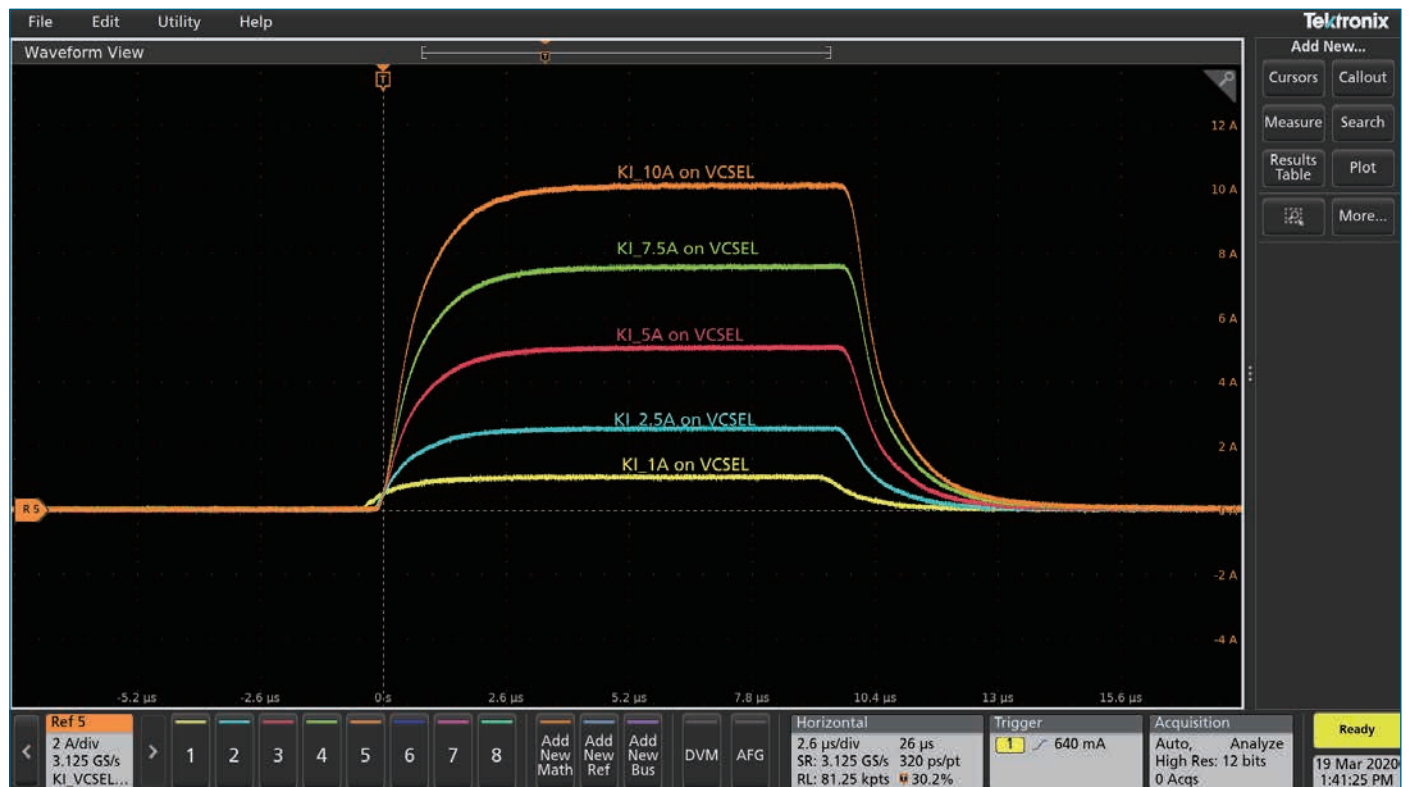 File Edit Utility Help
Tektronix
Waveform View
Add New...
Cursors Callout
Measure Search
Results Table Plot
More...
T
T
12 A
10 A
8 A
6 A
4 A
2 A
-2 A
-4 A
KI_10A on VCSEL
KI_7.5A on VCSEL
KI_5A on VCSEL
KI_2.5A on VCSEL
KI_1A on VCSEL
R 5
-5.2 µs -2.6 µs 0 s 2.6 µs 5.2 µs 7.8 µs 10.4 µs 13 µs 15.6 µs
Ref 5
2 A/div
3.125 GS/s
KI_VCSEL...
1 2 3 4 5 6 7 8
Add New Math
Add New Ref
Add New Bus
DVM AFG
Horizontal
2.6 µs/div 26 µs
SR: 3.125 GS/s 320 ps/pt
RL: 81.25 kpts 30.2%
Trigger
1 640 mA
Acquisition
Auto, Analyze
High Res: 12 bits
0 Acqs
Ready
19 Mar 2020
1:41:25 PM